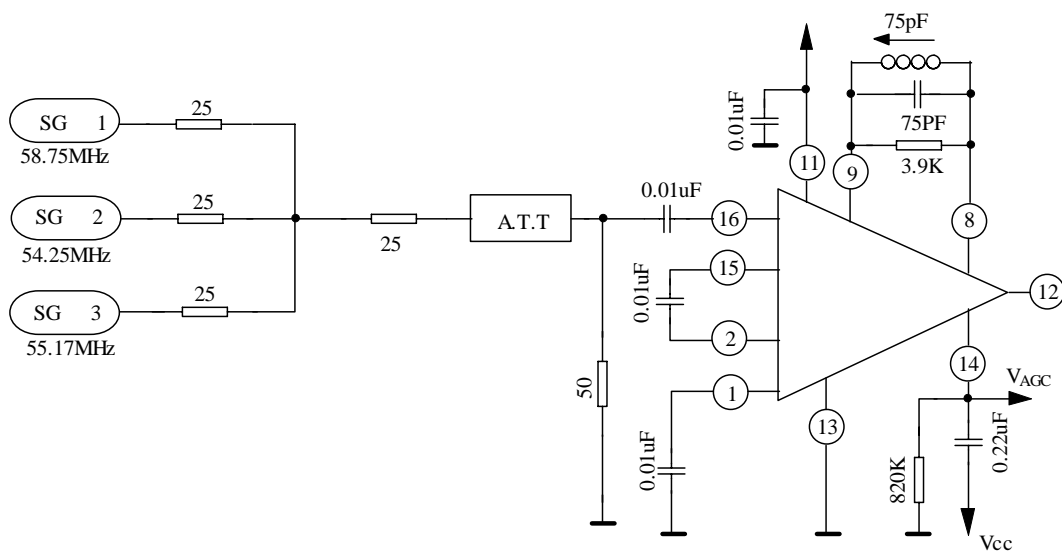 75pF
SG 1
25
58.75MHz
0.01uF
11
9
75PF
3.9K
SG 2
25
54.25MHz
25
A.T.T
0.01uF
16
8
SG 3
25
55.17MHz
0.01uF
15
2
12
50
1
0.01uF
13
14
VAGC
820K
0.22uF
Vcc